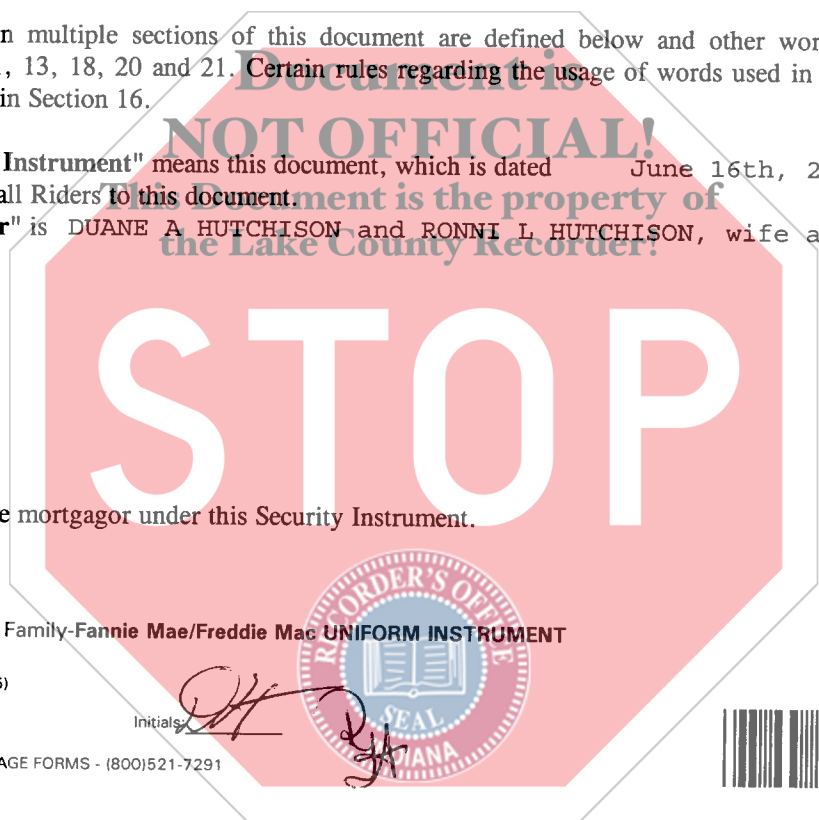 n multiple sections of this document are defined below and other wor
., 13, 18, 20 and 21. Certain rules regarding the usage of words used in
in Section 16.
Document is
NOT OFFICIAL!
Instrument" means this document, which is dated June 16th, 2
all Riders to this document.
This Document is the property of
r" is DUANE A HUTCHISON and RONNI L HUTCHISON, wife a
the Lake County Recorder!
STOP
e mortgagor under this Security Instrument.
RECORDER'S OFFICE
Family-Fannie Mae/Freddie Mac UNIFORM INSTRUMENT
SEAL
Initials:
AGE FORMS - (800)521-7291